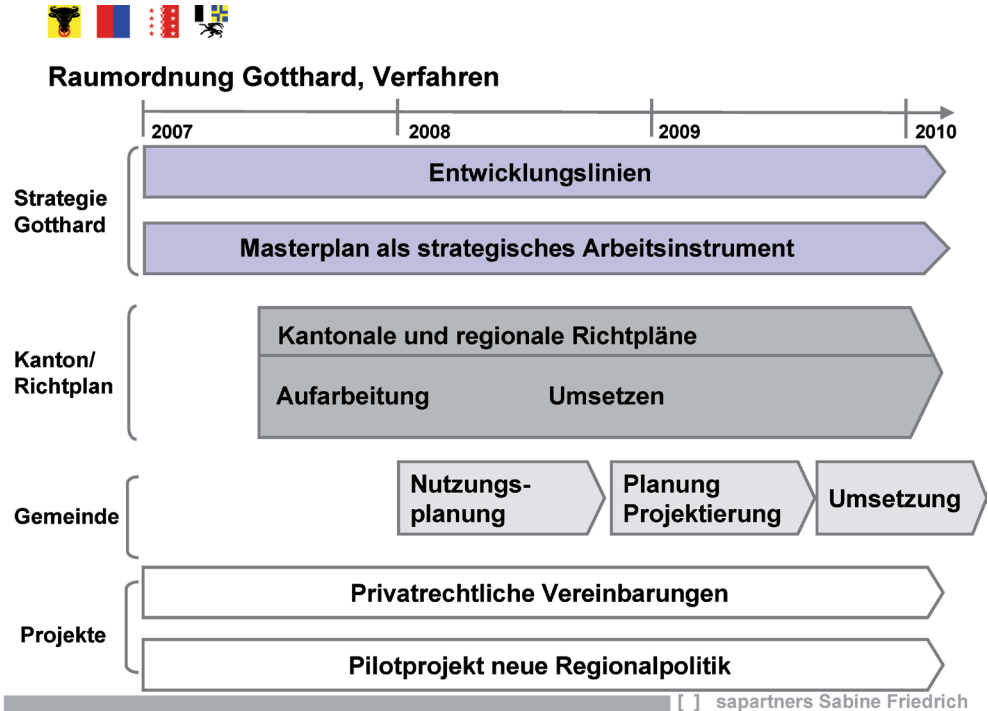 Raumordnung Gotthard, Verfahren
2007 2008 2009 2010
Strategie
Gotthard
Entwicklungslinien
Masterplan als strategisches Arbeitsinstrument
Kanton/
Richtplan
Kantonale und regionale Richtpläne
Aufarbeitung Umsetzen
Gemeinde
Nutzungs-
planung
Planung
Projektierung
Umsetzung
Projekte
Privatrechtliche Vereinbarungen
Pilotprojekt neue Regionalpolitik
[ ] sapartners Sabine Friedrich